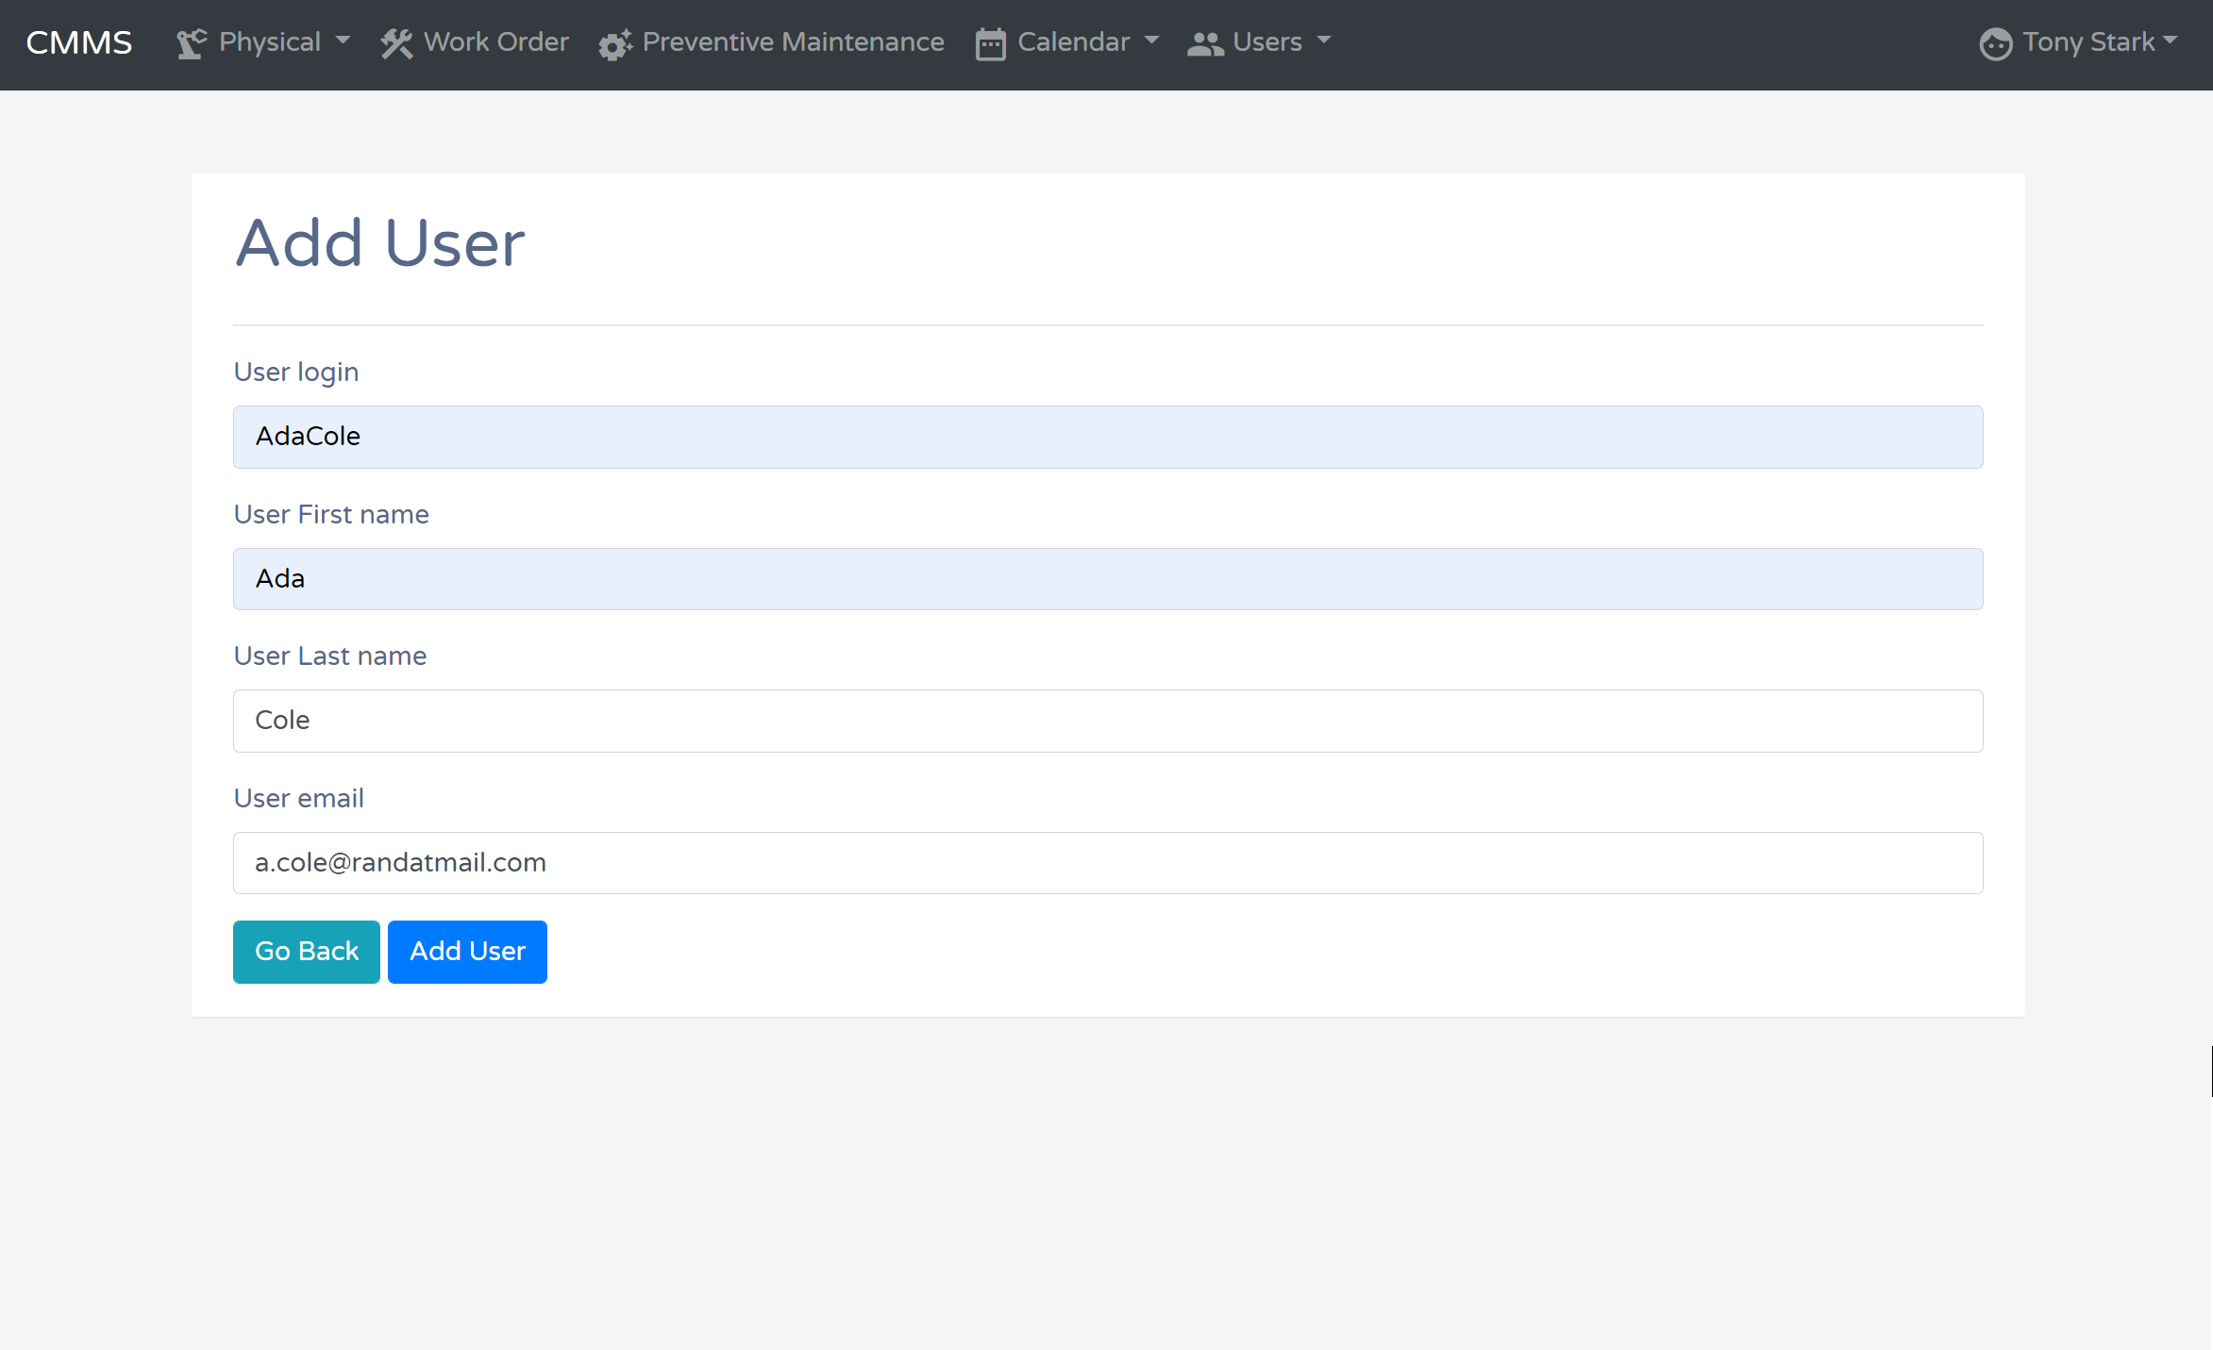 CMMS Physical Work Order Preventive Maintenance Calendar Users Tony Stark
Add User
User login
AdaCole
User First name
Ada
User Last name
Cole
User email
a.cole@randatmail.com
Go Back Add User